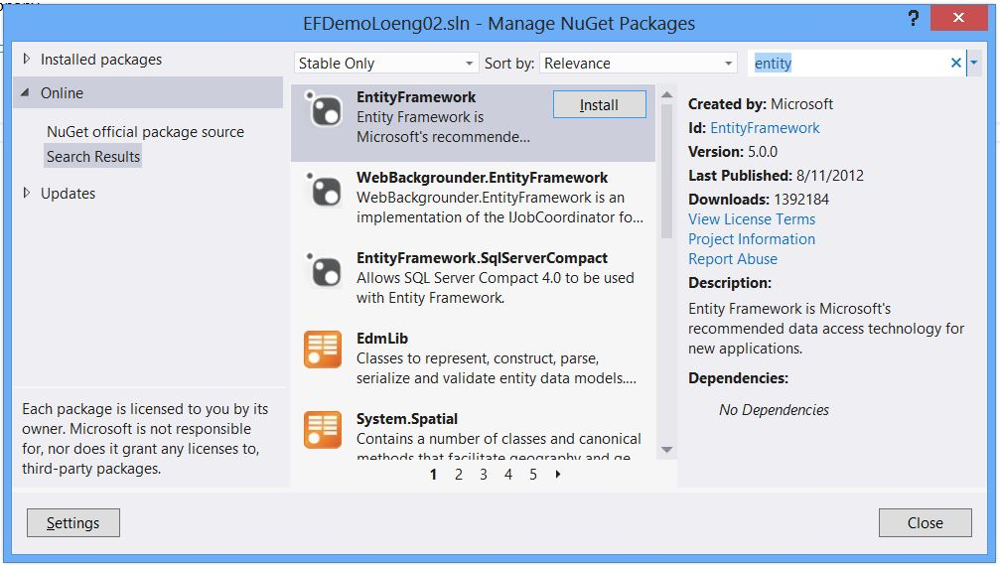 EFDemoLoeng02.sln - Manage NuGet Packages
?
Installed packages
Online
NuGet official package source
Search Results
Updates
Each package is licensed to you by its
owner. Microsoft is not responsible
for, nor does it grant any licenses to,
third-party packages.
Settings
Stable Only
Sort by: Relevance
entity
EntityFramework
Install
Entity Framework is
Microsoft's recommende...
WebBackgrounder.EntityFramework
WebBackgrounder.EntityFramework is an
implementation of the IJobCoordinator fo...
EntityFramework.SqlServerCompact
Allows SQL Server Compact 4.0 to be used
with Entity Framework.
EdmLib
Classes to represent, construct, parse,
serialize and validate entity data models....
System.Spatial
Contains a number of classes and canonical
methods that facilitate geography and ge
1 2 3 4 5
Created by: Microsoft
Id: EntityFramework
Version: 5.0.0
Last Published: 8/11/2012
Downloads: 1392184
View License Terms
Project Information
Report Abuse
Description:
Entity Framework is Microsoft's
recommended data access technology for
new applications.
Dependencies:
No Dependencies
Close